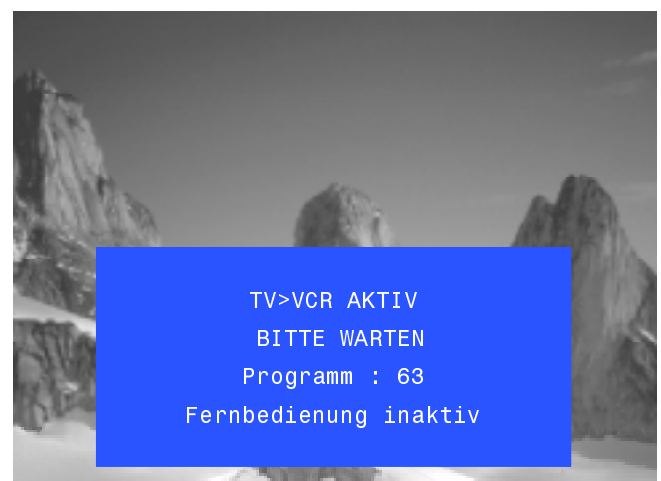 TV>VCR AKTIV
BITTE WARTEN
Programm : 63
Fernbedienung inaktiv